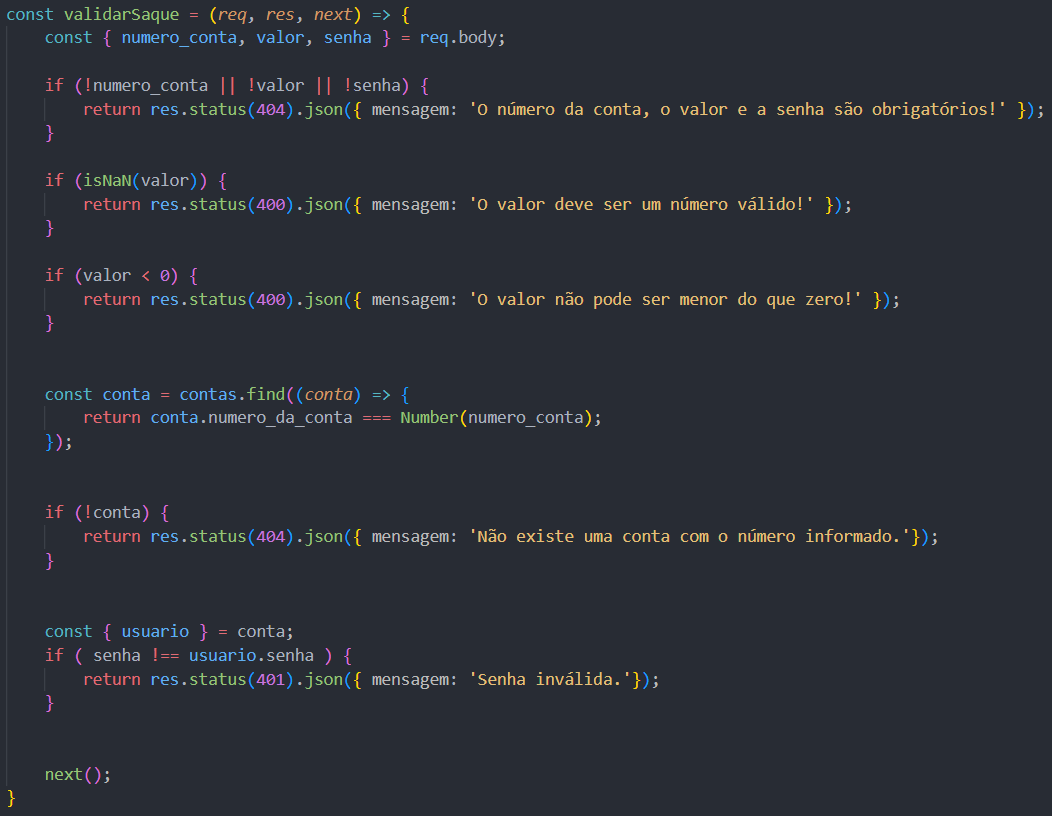 const validarSaque = (req, res, next) => {
    const { numero_conta, valor, senha } = req.body;

    if (!numero_conta || !valor || !senha) {
        return res.status(404).json({ mensagem: 'O número da conta, o valor e a senha são obrigatórios!' });
    }

    if (isNaN(valor)) {
        return res.status(400).json({ mensagem: 'O valor deve ser um número válido!' });
    }

    if (valor < 0) {
        return res.status(400).json({ mensagem: 'O valor não pode ser menor do que zero!' });
    }


    const conta = contas.find((conta) => {
        return conta.numero_da_conta === Number(numero_conta);
    });


    if (!conta) {
        return res.status(404).json({ mensagem: 'Não existe uma conta com o número informado.'});
    }


    const { usuario } = conta;
    if ( senha !== usuario.senha ) {
        return res.status(401).json({ mensagem: 'Senha inválida.'});
    }


    next();
}